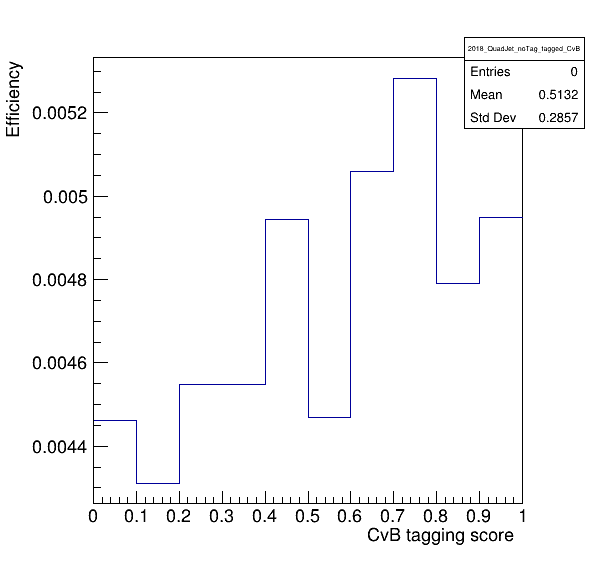 2018_QuadJet_noTag_tagged_CvB
Entries 0
Mean 0.5132
Std Dev 0.2857
Efficiency
0.0052
0.005
0.0048
0.0046
0.0044
0 0.1 0.2 0.3 0.4 0.5 0.6 0.7 0.8 0.9 1
CvB tagging score